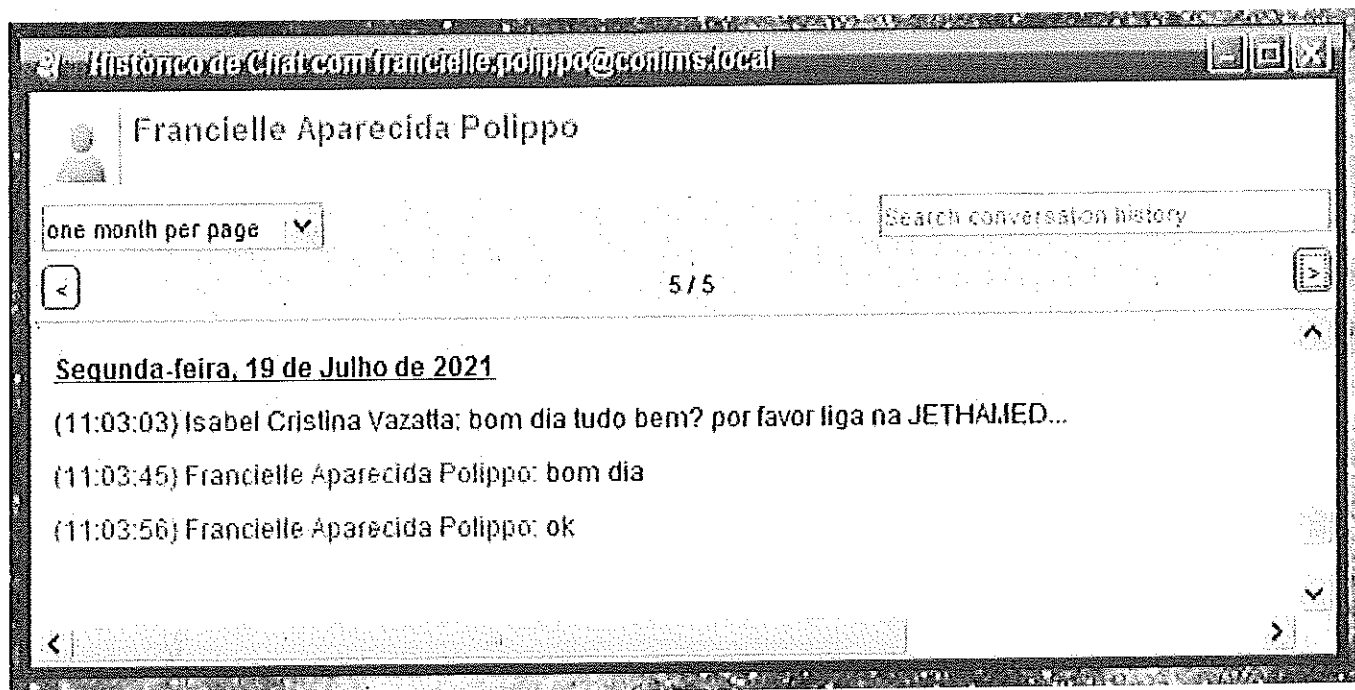 Histórico de Chat com francielle.polippo@conims.local
Francielle Aparecida Polippo
one month per page
Search conversation history
< 5 / 5 >
Segunda-feira, 19 de Julho de 2021
(11:03:03) Isabel Cristina Vazatta: bom dia tudo bem? por favor liga na JETHAMED...
(11:03:45) Francielle Aparecida Polippo: bom dia
(11:03:56) Francielle Aparecida Polippo: ok